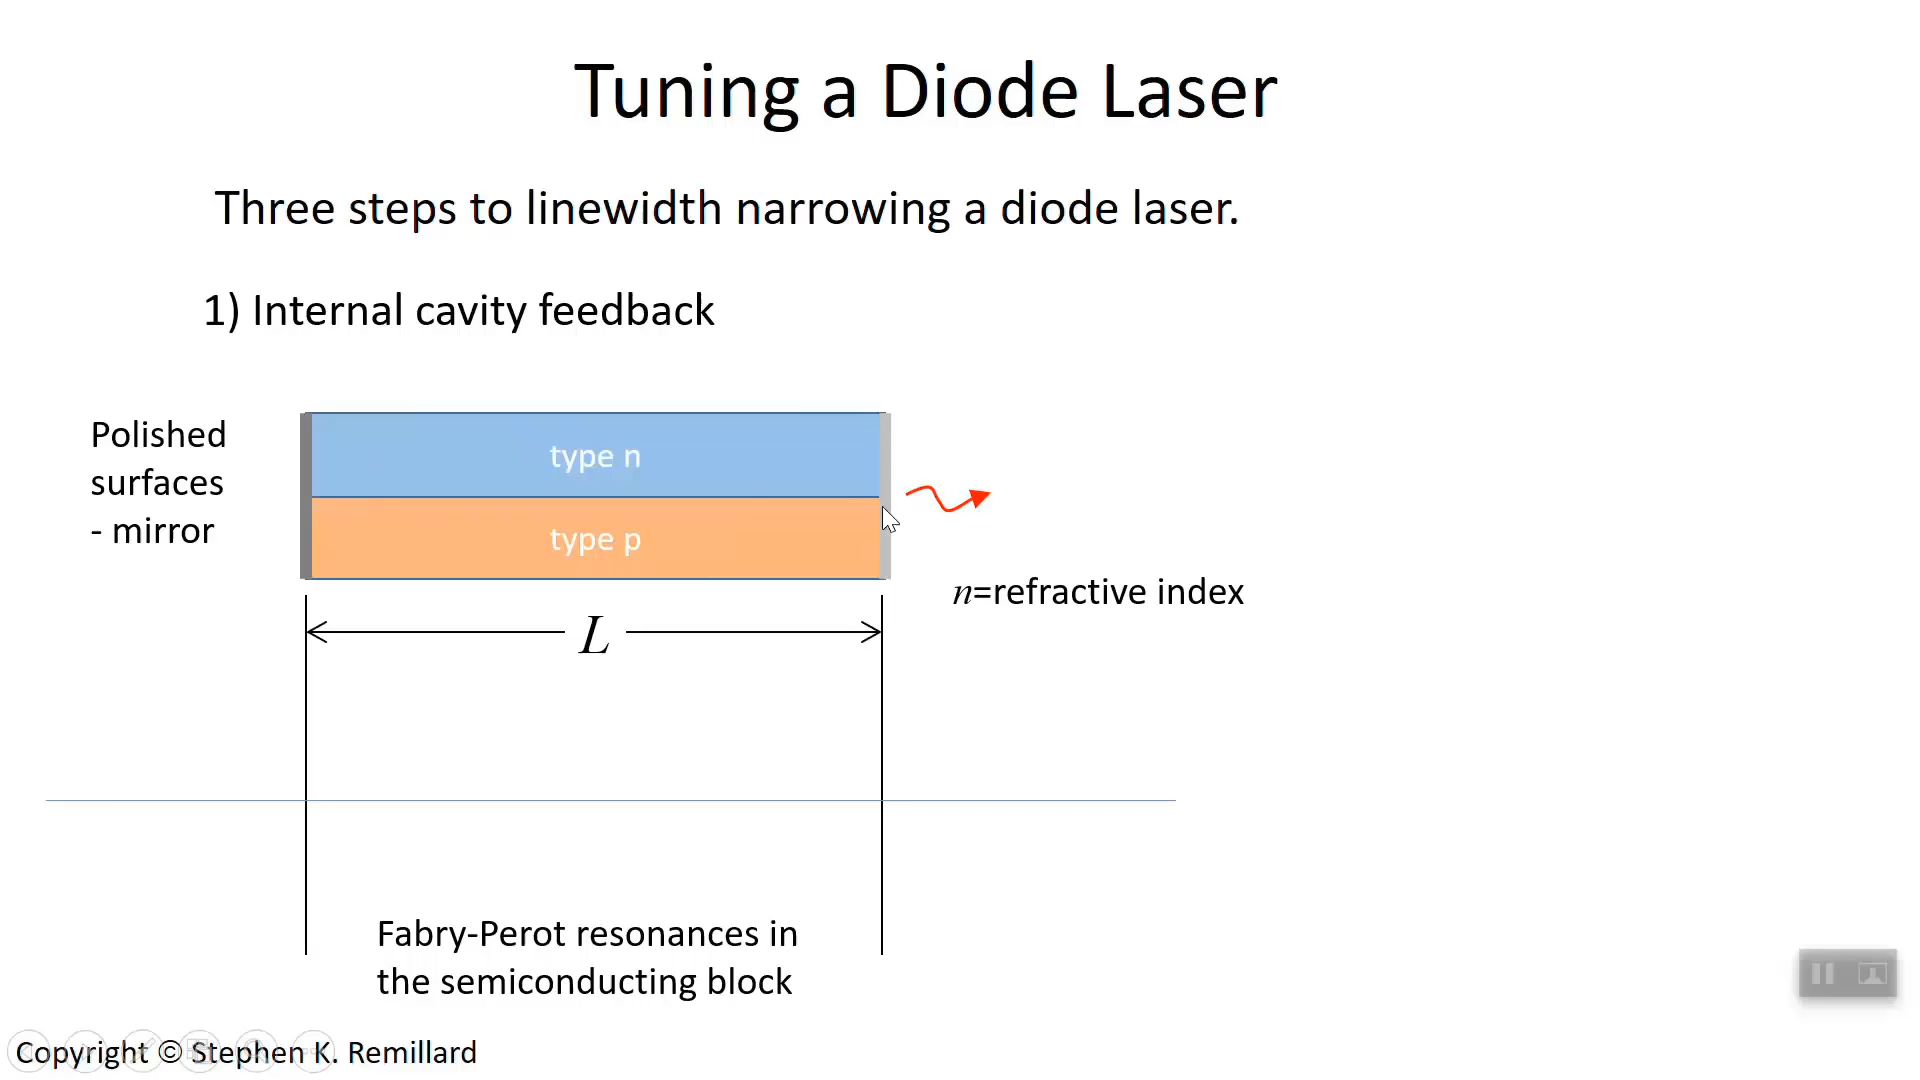 Tuning a Diode Laser
Three steps to linewidth narrowing a diode laser.
1) Internal cavity feedback
Polished
surfaces
- mirror
type n
type p
n=refractive index
L
Fabry-Perot resonances in
the semiconducting block
Copyright © Stephen K. Remillard